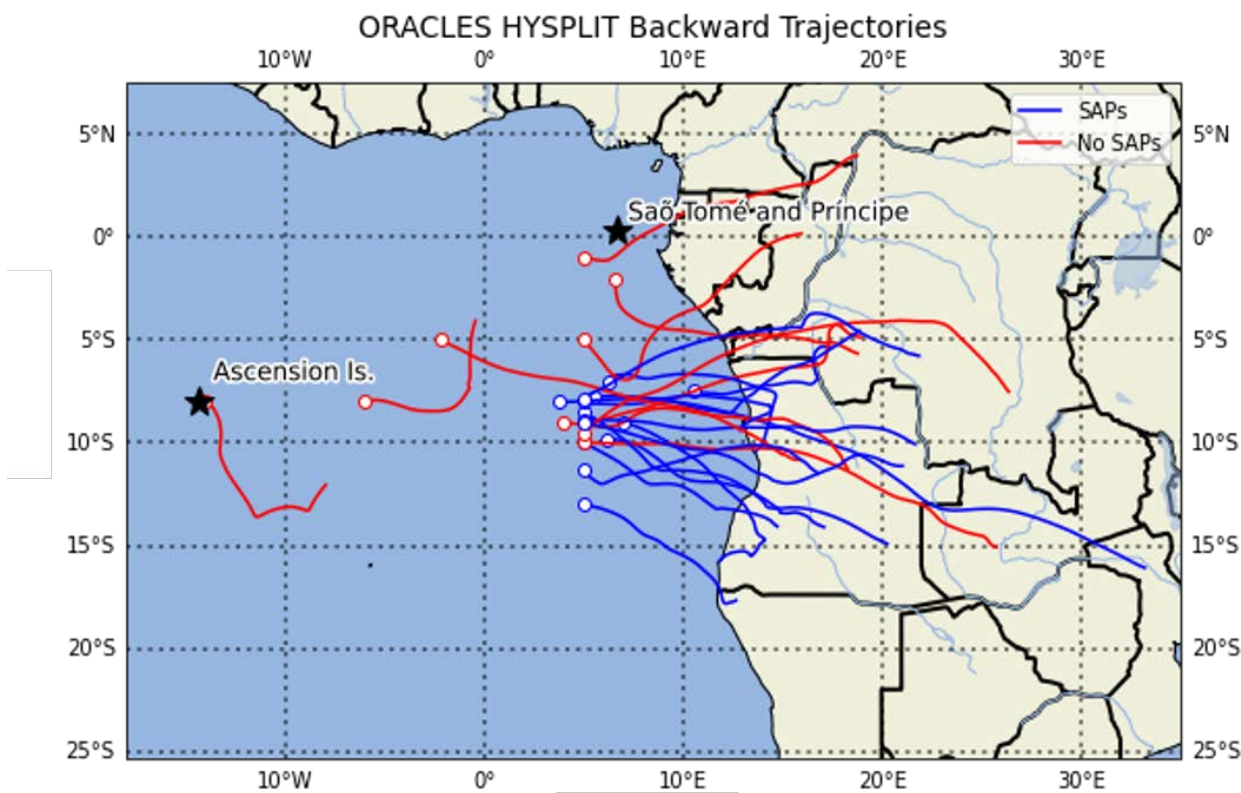 ORACLES HYSPLIT Backward Trajectories
10°W 0° 10°E 20°E 30°E
SAPs
No SAPs
5°N 5°N
Saõ Tomé and Príncipe
0° 0°
5°S 5°S
Ascension Is.
10°S 10°S
15°S 15°S
20°S 20°S
25°S 25°S
10°W 0° 10°E 20°E 30°E